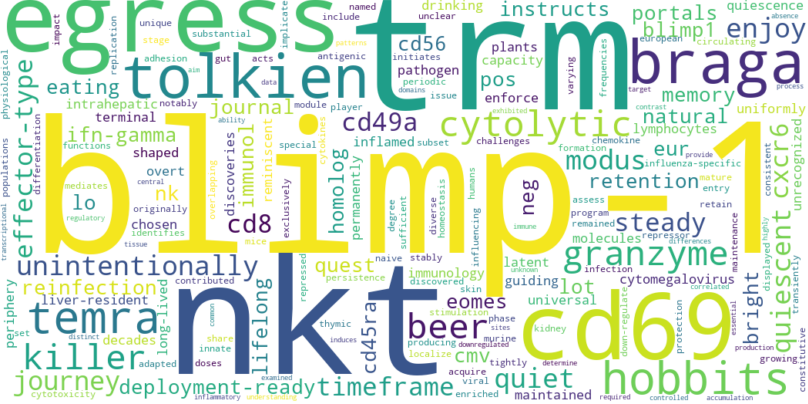 egress
trm
blimp-1
nkt
cd69
braga
tolkien
hobbits
beer
temra
killer
granzyme
cytolytic
enjoy
instructs
portals
blimp1
quiescence
drinking
unique
substantial
cd56
plants
capacity
pos
enforce
periodic
issue
pathogen
initiates
eating
intrahepatic
journal
ifn-gamma
terminal
shaped
overt
nk
lo
effector-type
homolog
immunol
reminiscent
discoveries
overlapping
special
include
named
acts
antigenic
module
player
notably
gut
data
aim
stage
adhesion
impact
replication
unclear
implicate
patterns
domains
ability
cd49a
inflamed
subset
challenges
chemokine
modus
eur
influenza-specific
retention
lymphocytes
formation
natural
memory
uniformly
circulating
european
absence
process
target
contrast
provide
exhibited
varying
frequencies
cxcr6
unrecognized
consistent
steady
mature
entry
retain
assess
program
remained
repressor
differences
molecules
infection
neg
humans
immune
influencing
homeostasis
diverse
sufficient
degree
permanently
cytokines
exclusively
cd8
chosen
originally
central
regulatory
mediates
identifies
tissue
functions
differentiation
populations
physiological
transcriptional
unintentionally
reinfection
liver-resident
contributed
quest
persistence
naive
stably
immunology
discovered
skin
latent
guiding
unknown
universal
cytomegalovirus
maintenance
displayed
highly
quiescent
constitutive
bright
lot
kidney
down-regulate
protection
correlated
essential
production
growing
eomes
phase
sites
murine
stimulation
producing
localize
downregulated
tightly
determine
cmv
acquire
viral
enriched
maintained
quiet
required
controlled
accumulation
timeframe
deployment-ready
journey
cytotoxicity
inflammatory
understanding
examined
induces
doses
innate
share
common
adapted
decades
distinct
set
periphery
long-lived
thymic
lifelong
cd45ra
repressed
mice